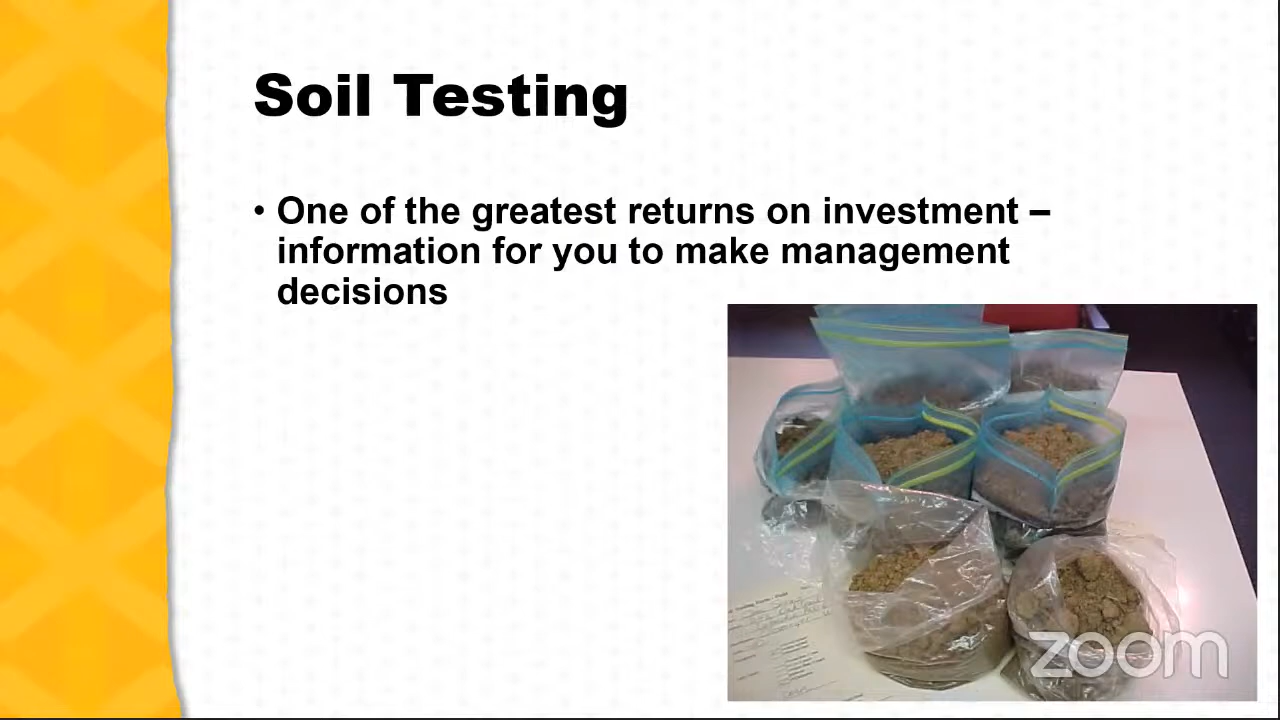 Soil Testing
• One of the greatest returns on investment –
information for you to make management
decisions
zoom